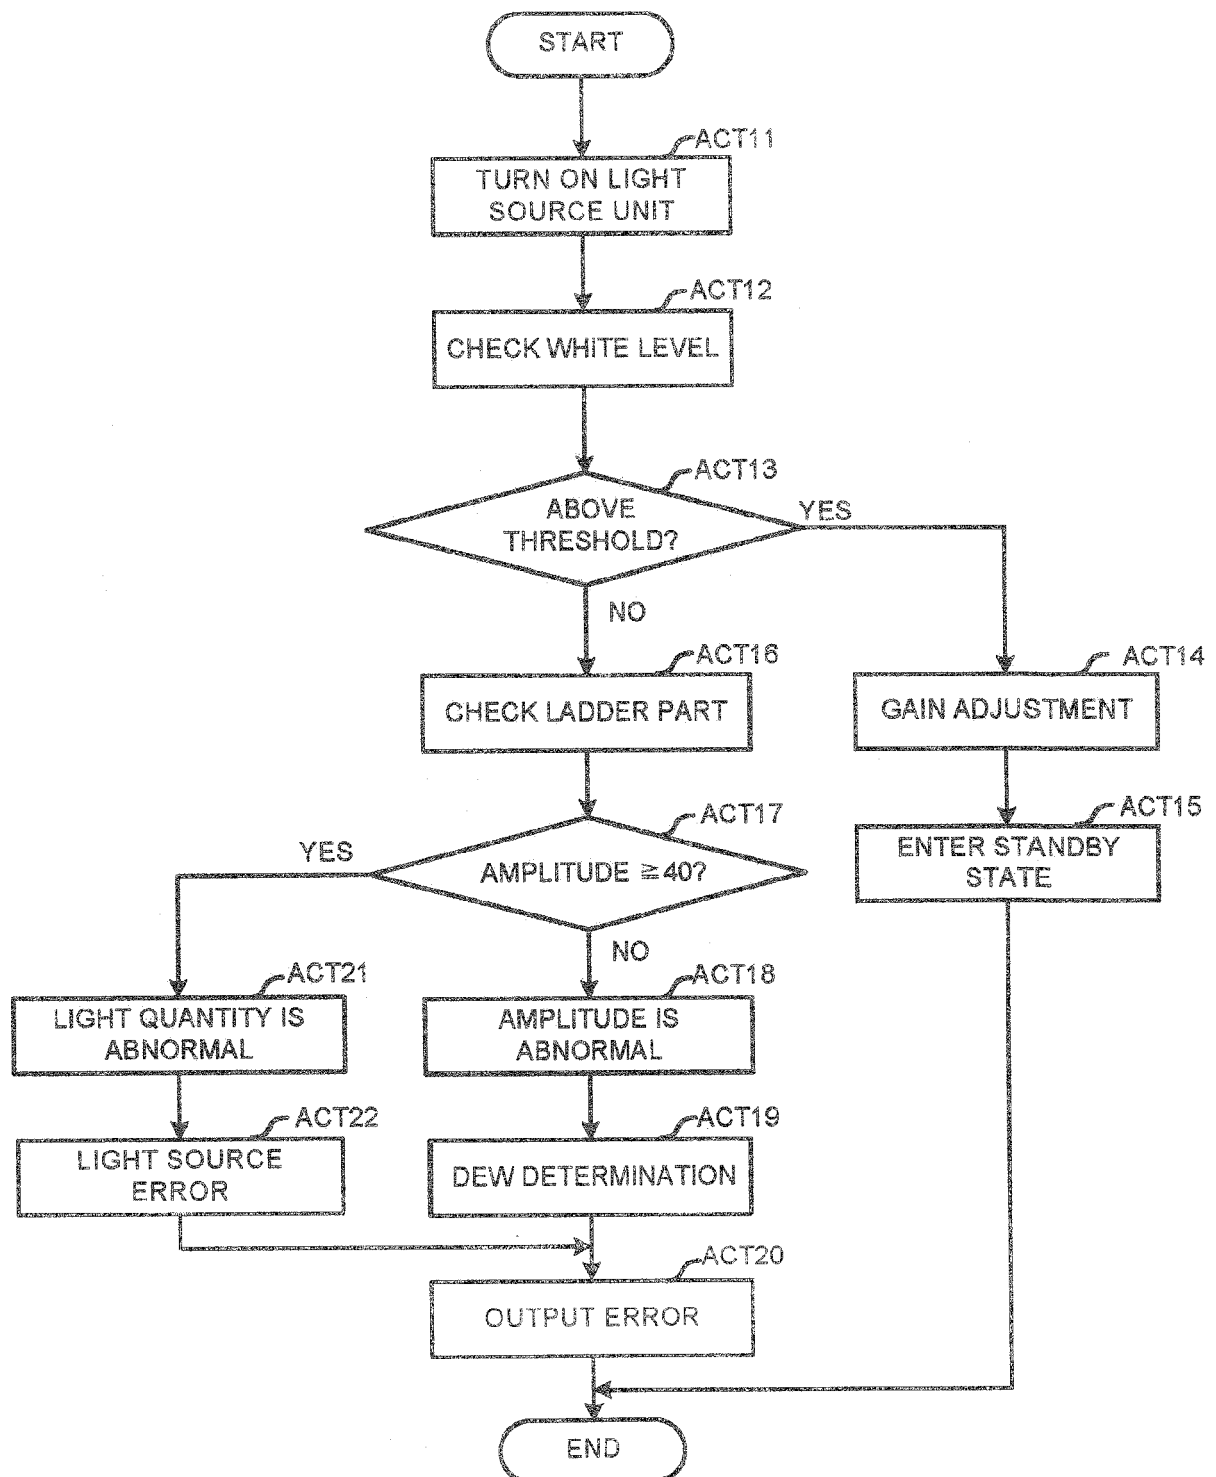 START
ACT11
TURN ON LIGHT
SOURCE UNIT
ACT12
CHECK WHITE LEVEL
ACT13
ABOVE
THRESHOLD?
YES
NO
ACT16
CHECK LADDER PART
ACT14
GAIN ADJUSTMENT
ACT17
AMPLITUDE ≧40?
YES
NO
ACT15
ENTER STANDBY
STATE
ACT21
LIGHT QUANTITY IS
ABNORMAL
ACT18
AMPLITUDE IS
ABNORMAL
ACT22
LIGHT SOURCE
ERROR
ACT19
DEW DETERMINATION
ACT20
OUTPUT ERROR
END